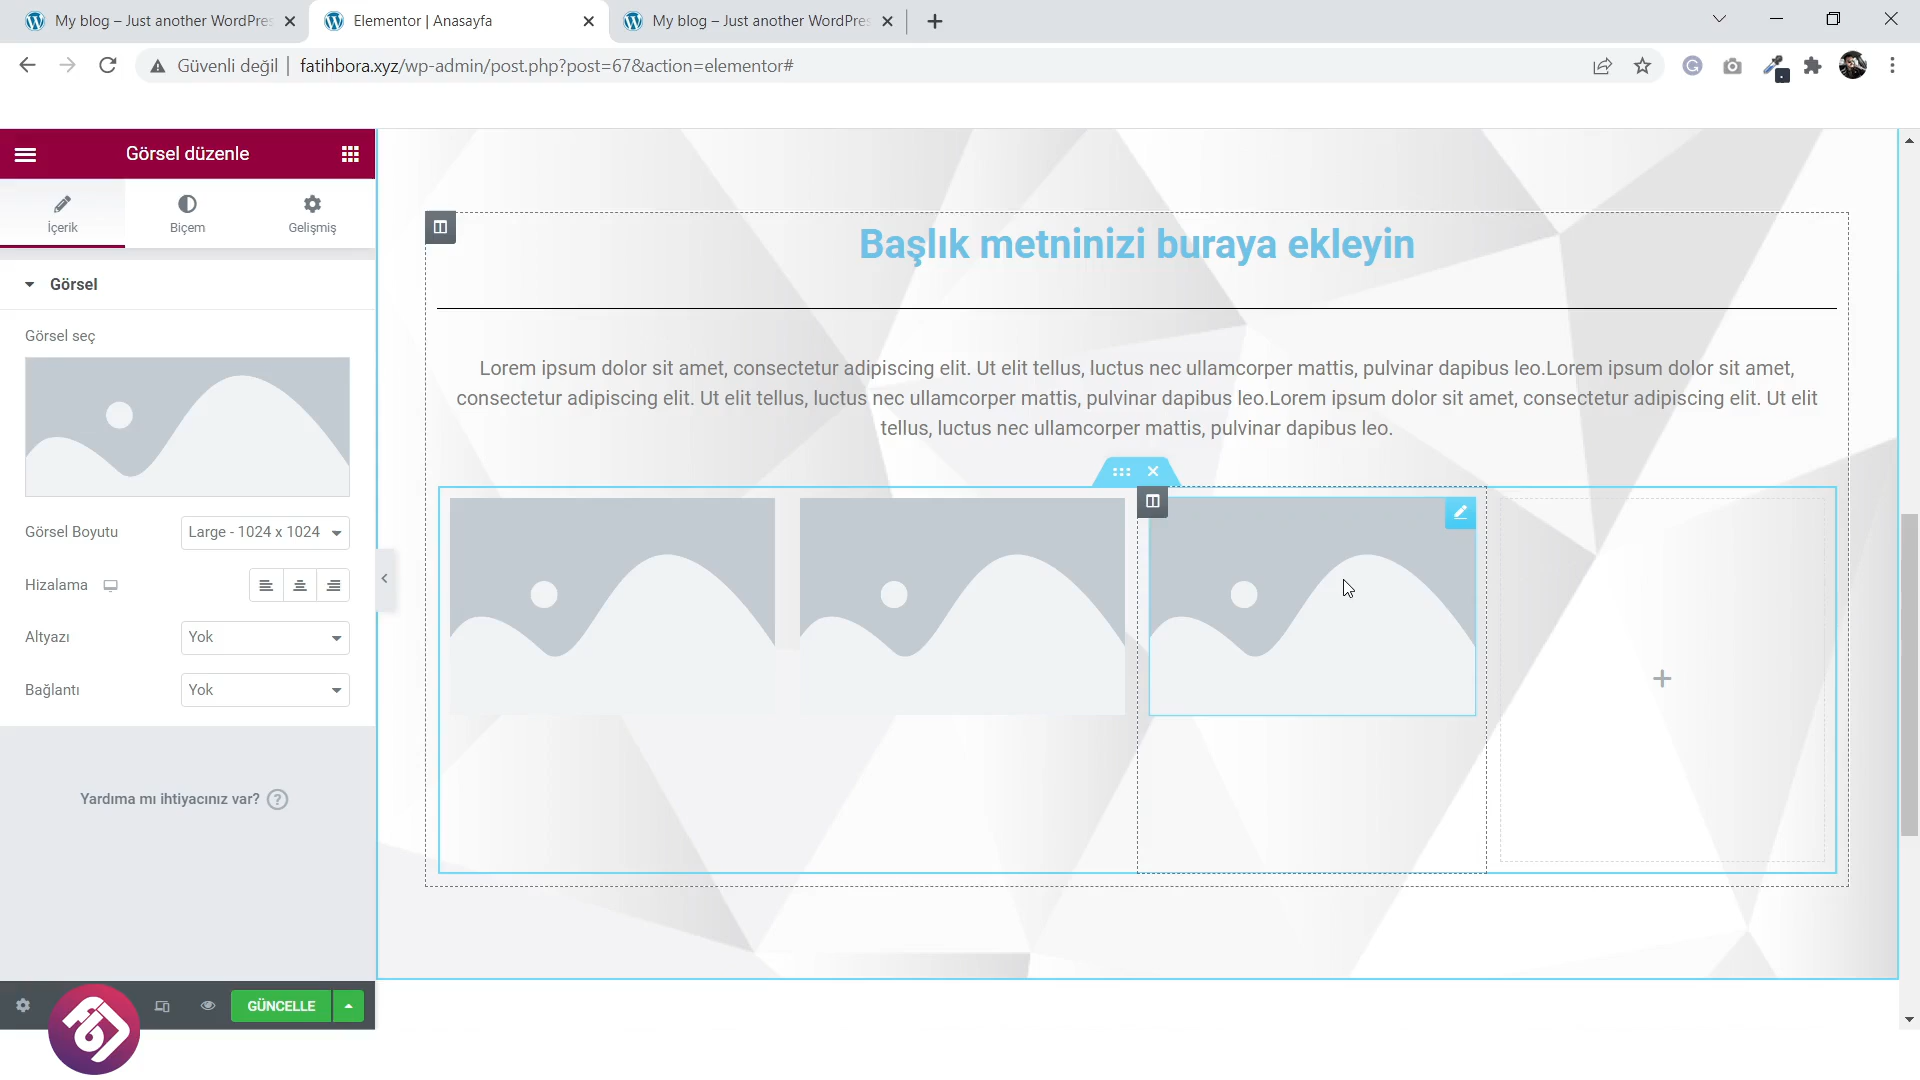 My blog – Just another WordPres
Elementor | Anasayfa
My blog – Just another WordPres
Güvenli değil | fatihbora.xyz/wp-admin/post.php?post=67&action=elementor#
Görsel düzenle
İçerik
Biçem
Gelişmiş
Görsel
Görsel seç
Görsel Boyutu
Large - 1024 x 1024
Hizalama
Altyazı
Yok
Bağlantı
Yok
Yardıma mı ihtiyacınız var? ?
GÜNCELLE
Başlık metninizi buraya ekleyin
Lorem ipsum dolor sit amet, consectetur adipiscing elit. Ut elit tellus, luctus nec ullamcorper mattis, pulvinar dapibus leo.Lorem ipsum dolor sit amet,
consectetur adipiscing elit. Ut elit tellus, luctus nec ullamcorper mattis, pulvinar dapibus leo.Lorem ipsum dolor sit amet, consectetur adipiscing elit. Ut elit
tellus, luctus nec ullamcorper mattis, pulvinar dapibus leo.